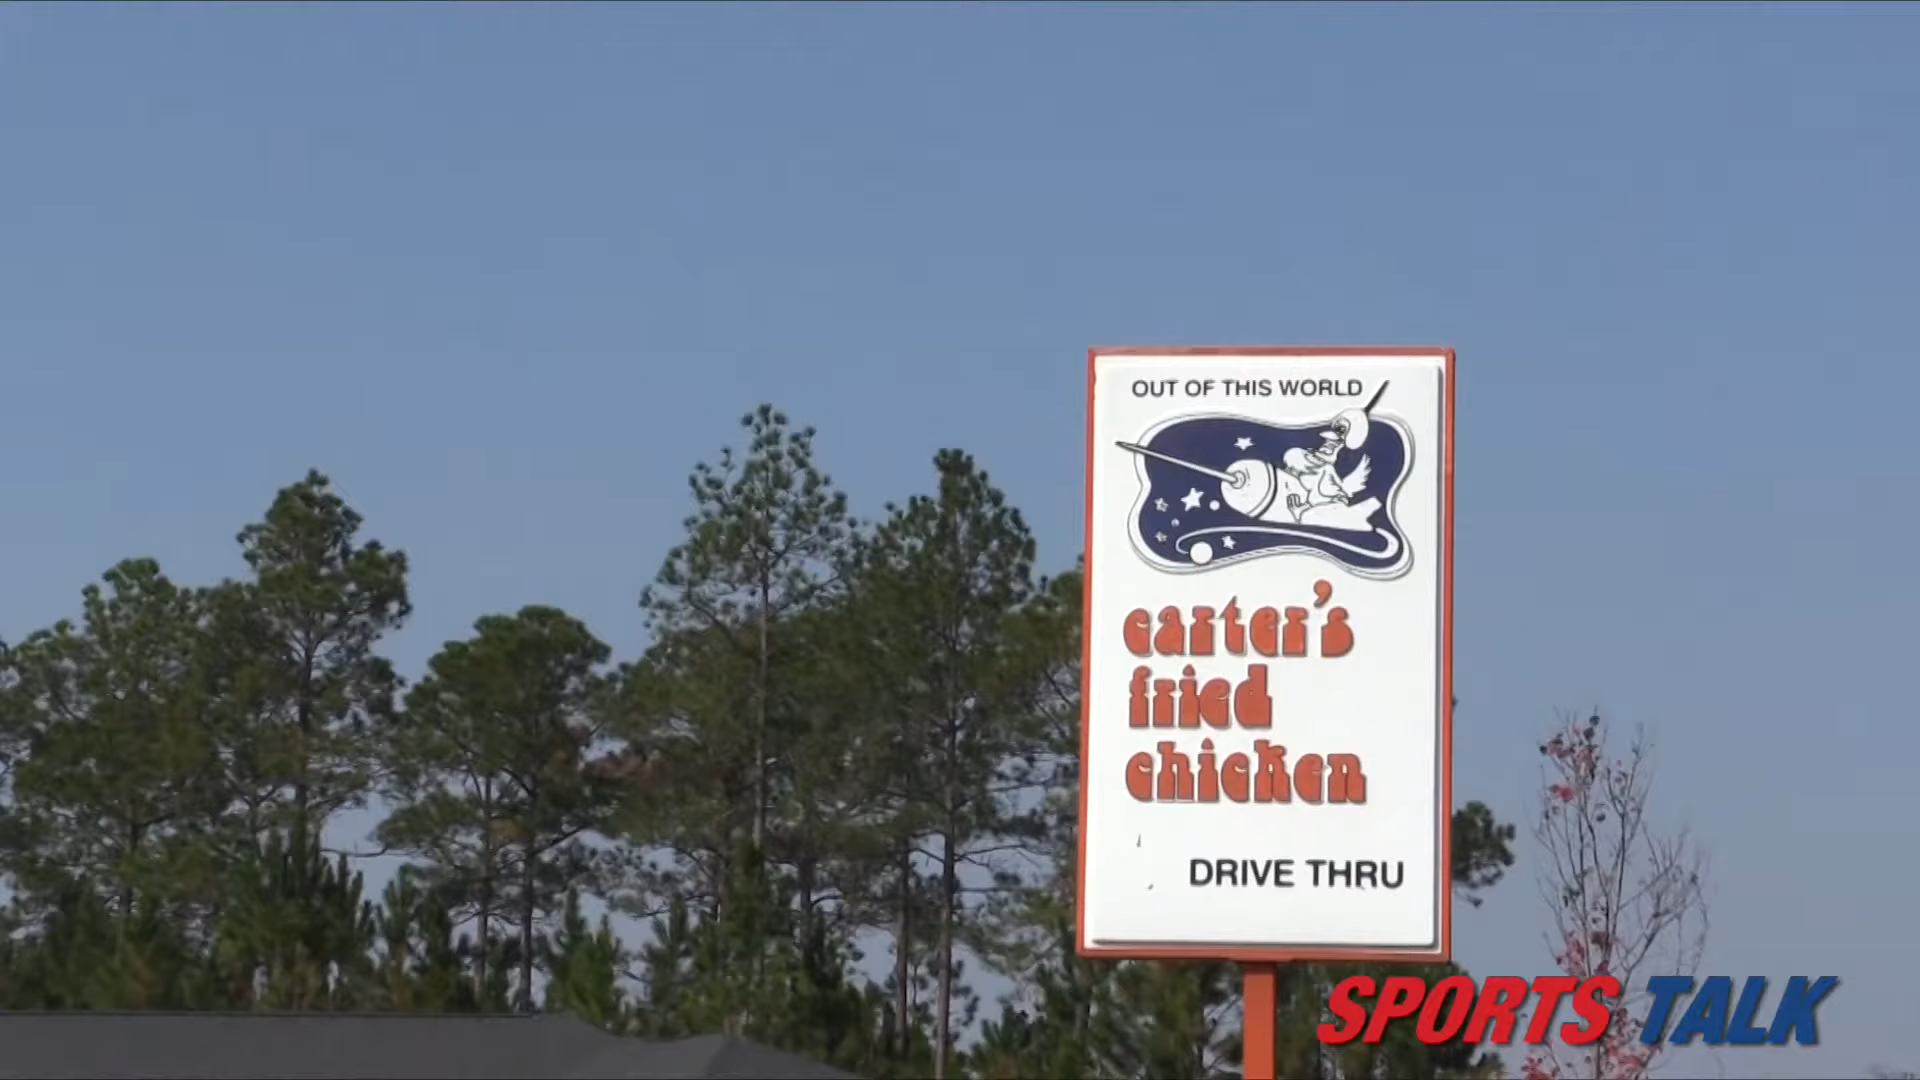 OUT OF THIS WORLD
carter's
fried
chicken
DRIVE THRU
SPORTS TALK